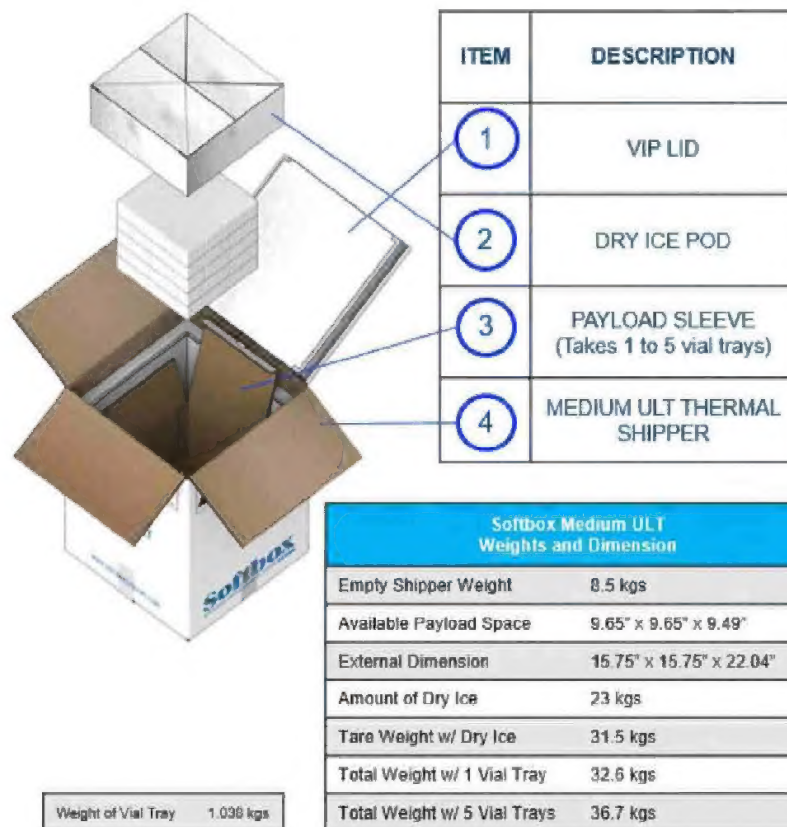 ITEM DESCRIPTION
1 VIP LID
2 DRY ICE POD
3 PAYLOAD SLEEVE
(Takes 1 to 5 vial trays)
4 MEDIUM ULT THERMAL
SHIPPER
Softbox
Softbox Medium ULT
Weights and Dimension
Empty Shipper Weight 8.5 kgs
Available Payload Space 9.65" x 9.65" x 9.49"
External Dimension 15.75" x 15.75" x 22.04"
Amount of Dry Ice 23 kgs
Tare Weight w/ Dry Ice 31.5 kgs
Total Weight w/ 1 Vial Tray 32.6 kgs
Total Weight w/ 5 Vial Trays 36.7 kgs
Weight of Vial Tray 1.038 kgs